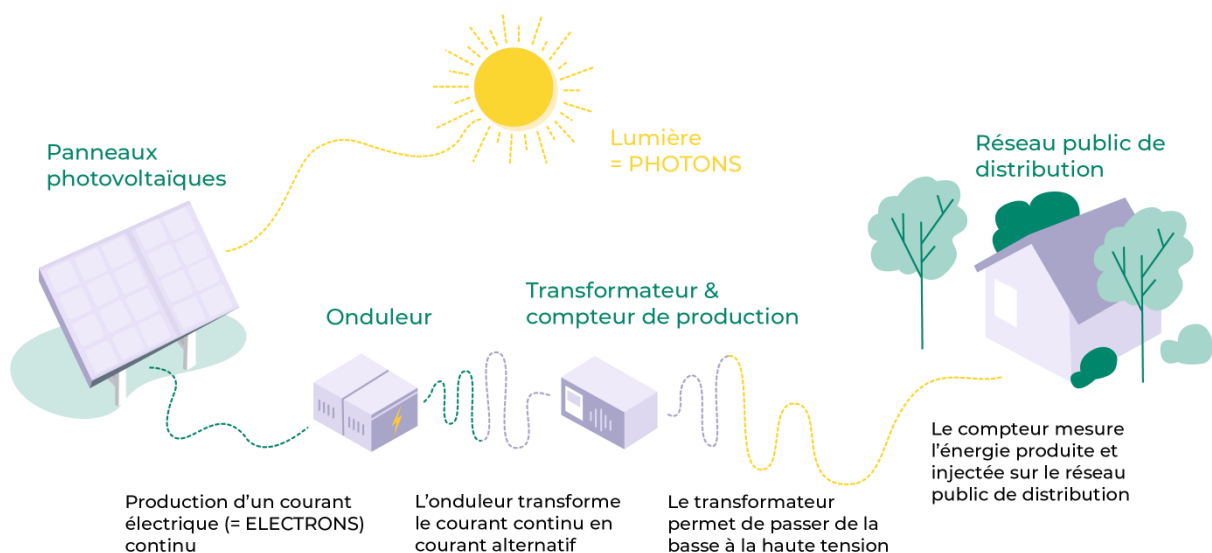 Lumière
= PHOTONS
Panneaux
photovoltaïques
Réseau public de
distribution
Onduleur
Transformateur &
compteur de production
Production d’un courant
électrique (= ELECTRONS)
continu
L’onduleur transforme
le courant continu en
courant alternatif
Le transformateur
permet de passer de la
basse à la haute tension
Le compteur mesure
l’énergie produite et
injectée sur le réseau
public de distribution